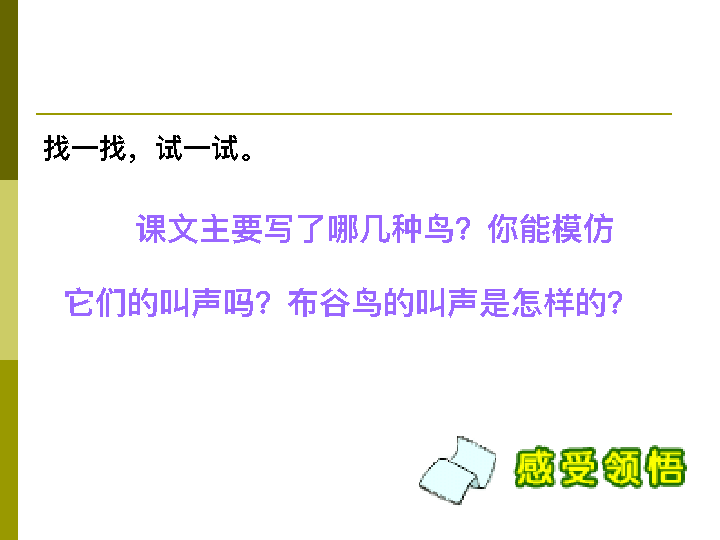 找一找，试一试。
课文主要写了哪几种鸟？你能模仿
它们的叫声吗？布谷鸟的叫声是怎样的？
感受领悟